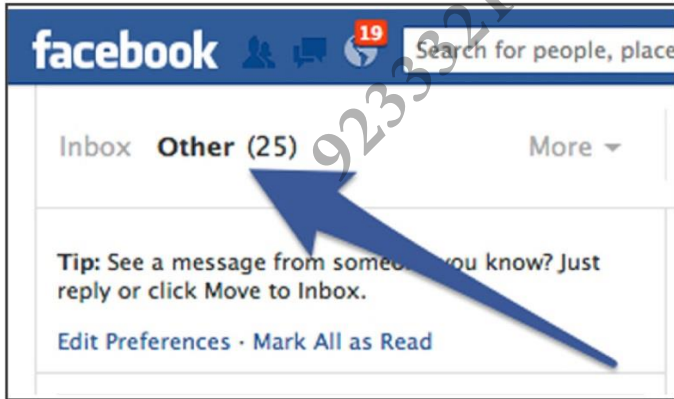 facebook
19
Search for people, place
Inbox Other (25) More
Tip: See a message from someone you know? Just
reply or click Move to Inbox.
Edit Preferences · Mark All as Read